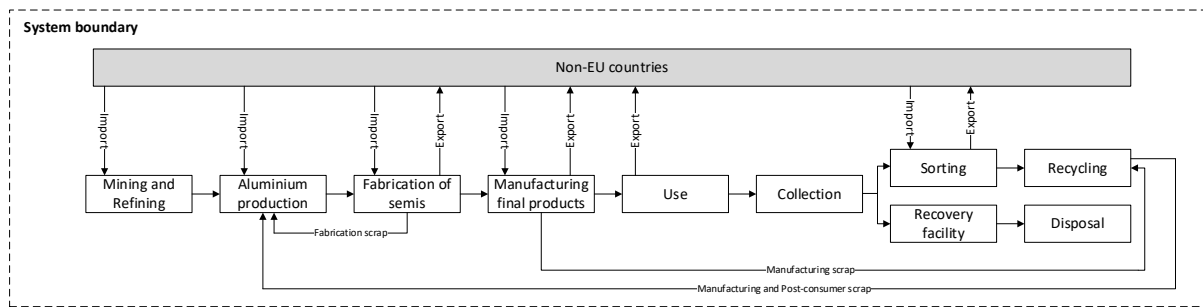 System boundary
Non-EU countries
Import
Import
Import
Export
Import
Export
Export
Import
Export
Mining and
Refining
Aluminium
production
Fabrication of
semis
Manufacturing
final products
Use
Collection
Sorting
Recycling
Recovery
facility
Disposal
Fabrication scrap
Manufacturing scrap
Manufacturing and Post-consumer scrap